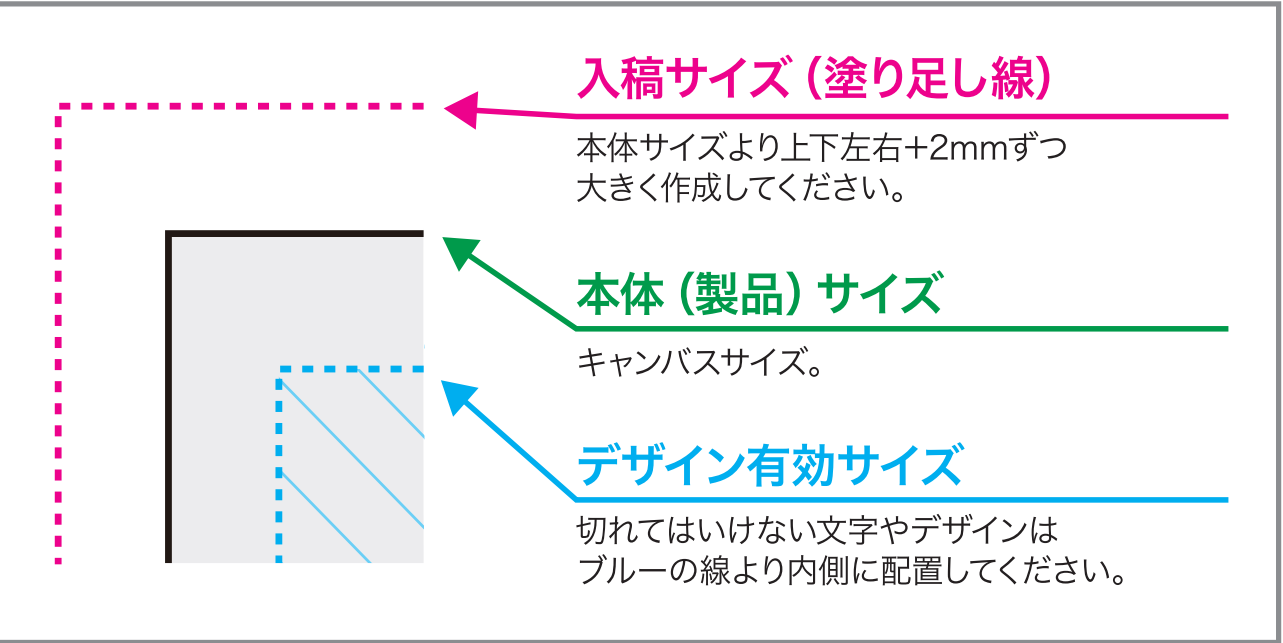 入稿サイズ（塗り足し線）
本体サイズより上下左右+2mmずつ
大きく作成してください。
本体（製品）サイズ
キャンバスサイズ。
デザイン有効サイズ
切れてはいけない文字やデザインは
ブルーの線より内側に配置してください。